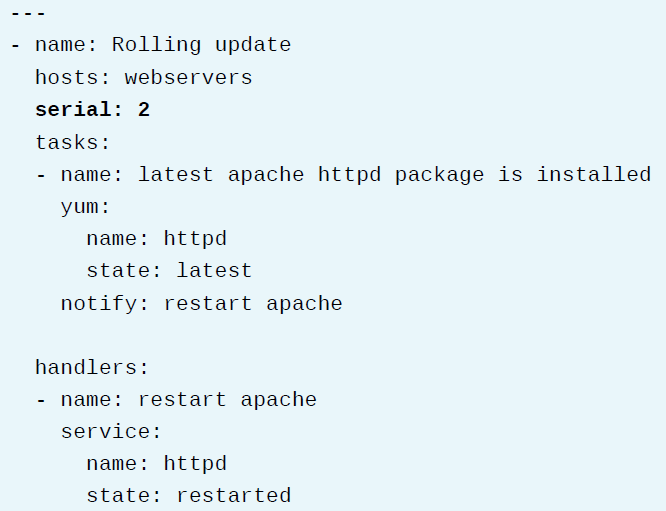 ---
- name: Rolling update
  hosts: webservers
  serial: 2
  tasks:
  - name: latest apache httpd package is installed
    yum:
      name: httpd
      state: latest
    notify: restart apache

  handlers:
  - name: restart apache
    service:
      name: httpd
      state: restarted